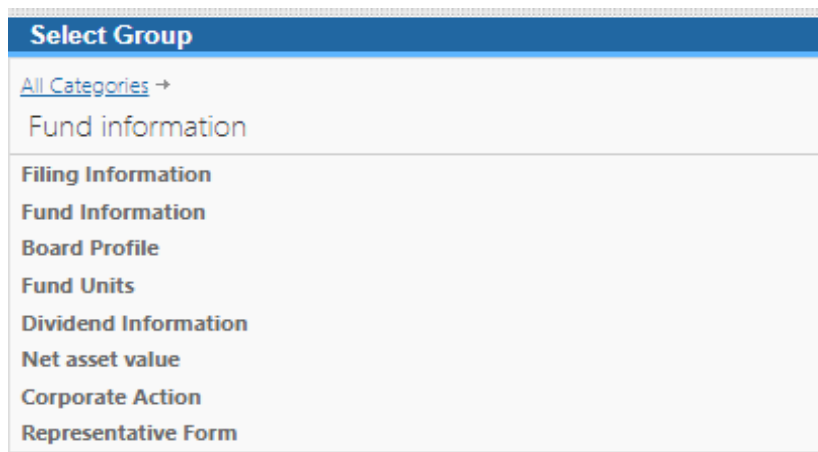 Select Group
All Categories →
Fund information
Filing Information
Fund Information
Board Profile
Fund Units
Dividend Information
Net asset value
Corporate Action
Representative Form